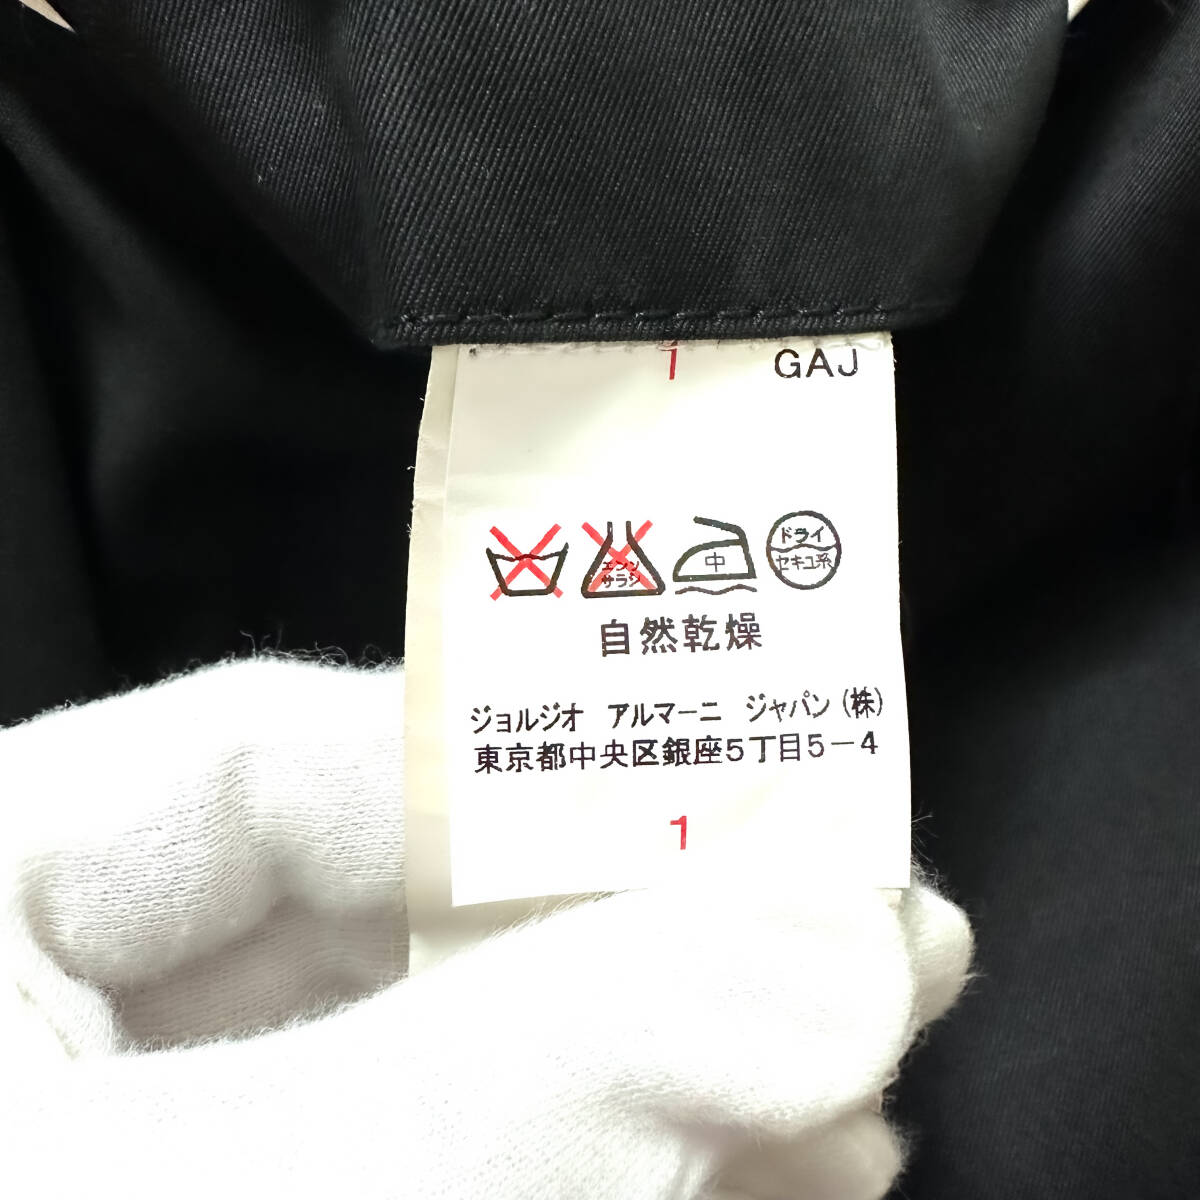 1 GAJ
エンソ
サラシ
中
ドライ
セキユ系
自然乾燥
ジョルジオ アルマーニ ジャパン(株)
東京都中央区銀座5丁目5-4
1